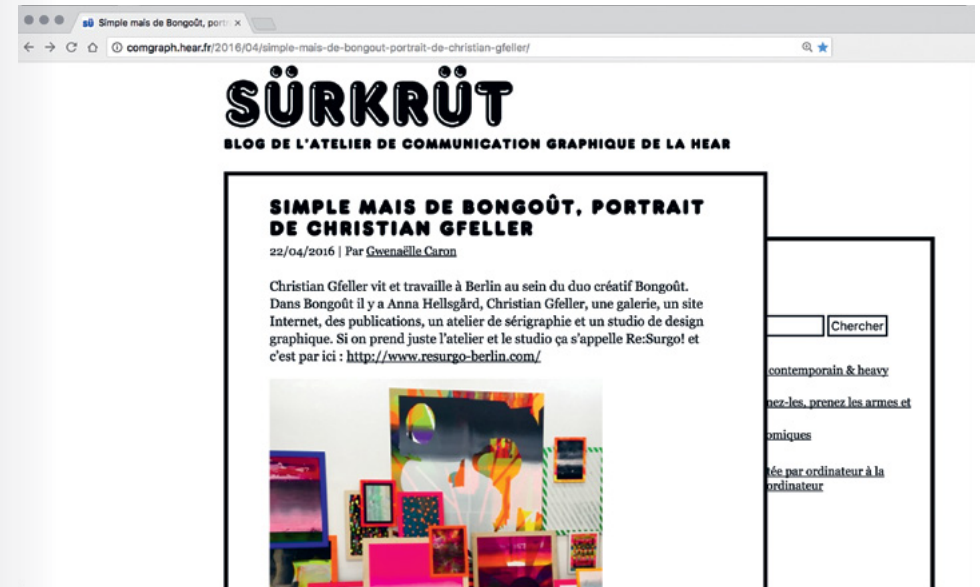 sü Simple mais de Bongoût, port
comgraph.hear.fr/2016/04/simple-mais-de-bongout-portrait-de-christian-gfeller/
SÜRKRÜT
BLOG DE L'ATELIER DE COMMUNICATION GRAPHIQUE DE LA HEAR
SIMPLE MAIS DE BONGOÛT, PORTRAIT
DE CHRISTIAN GFELLER
22/04/2016 | Par Gwenaëlle Caron
Christian Gfeller vit et travaille à Berlin au sein du duo créatif Bongoût.
Dans Bongoût il y a Anna Hellsgård, Christian Gfeller, une galerie, un site
Internet, des publications, un atelier de sérigraphie et un studio de design
graphique. Si on prend juste l'atelier et le studio ça s'appelle Re:Surgo! et
c'est par ici : http://www.resurgo-berlin.com/
Chercher
contemporain & heavy
nez-les, prenez les armes et
omiques
tée par ordinateur à la
ordinateur